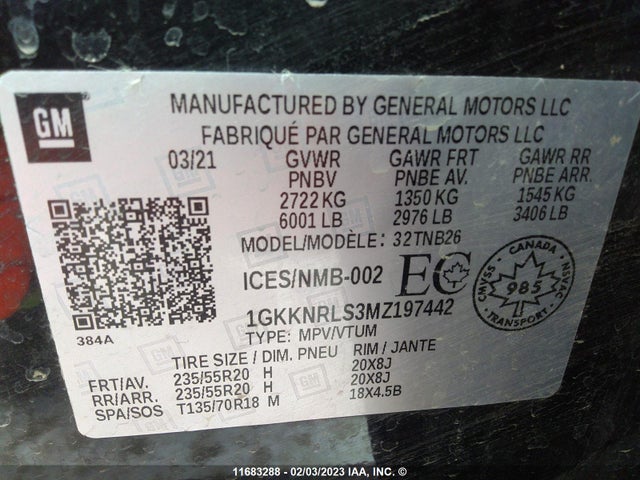 GM
MANUFACTURED BY GENERAL MOTORS LLC
FABRIQUÉ PAR GENERAL MOTORS LLC
03/21 GVWR GAWR FRT GAWR RR
PNBV PNBE AV. PNBE ARR.
2722 KG 1350 KG 1545 KG
6001 LB 2976 LB 3406 LB
MODEL/MODÈLE: 32TNB26
ICES/NMB-002 EC
CANADA
CMVSS NSVAC
985
TRANSPORT
1GKKNRLS3MZ197442
384A
TYPE: MPV/VTUM
TIRE SIZE / DIM. PNEU RIM / JANTE
FRT/AV. 235/55R20 H 20X8J
RR/ARR. 235/55R20 H 20X8J
SPA/SOS T135/70R18 M 18X4.5B
11683288 - 02/03/2023 IAA, INC. ©